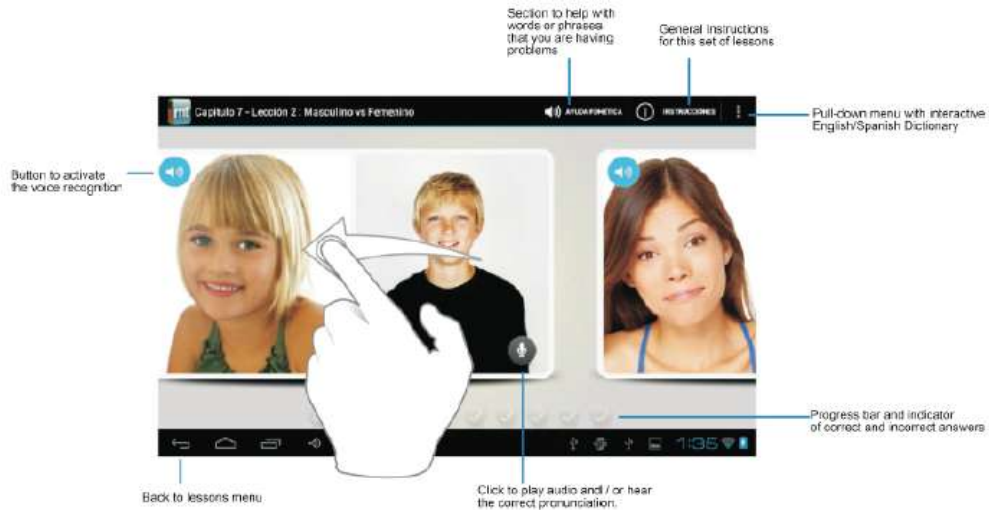 Section to help with
words or phrases
that you are having
problems
General Instructions
for this set of lessons
rmt
Capitulo 7 - Lección 2 : Masculino vs Femenino
AYUDA FONETICA
INSTRUCCIONES
Pull-down menu with interactive
English/Spanish Dictionary
Button to activate
the voice recognition
Progress bar and indicator
of correct and incorrect answers
1:35
Back to lessons menu
Click to play audio and / or hear
the correct pronunciation.